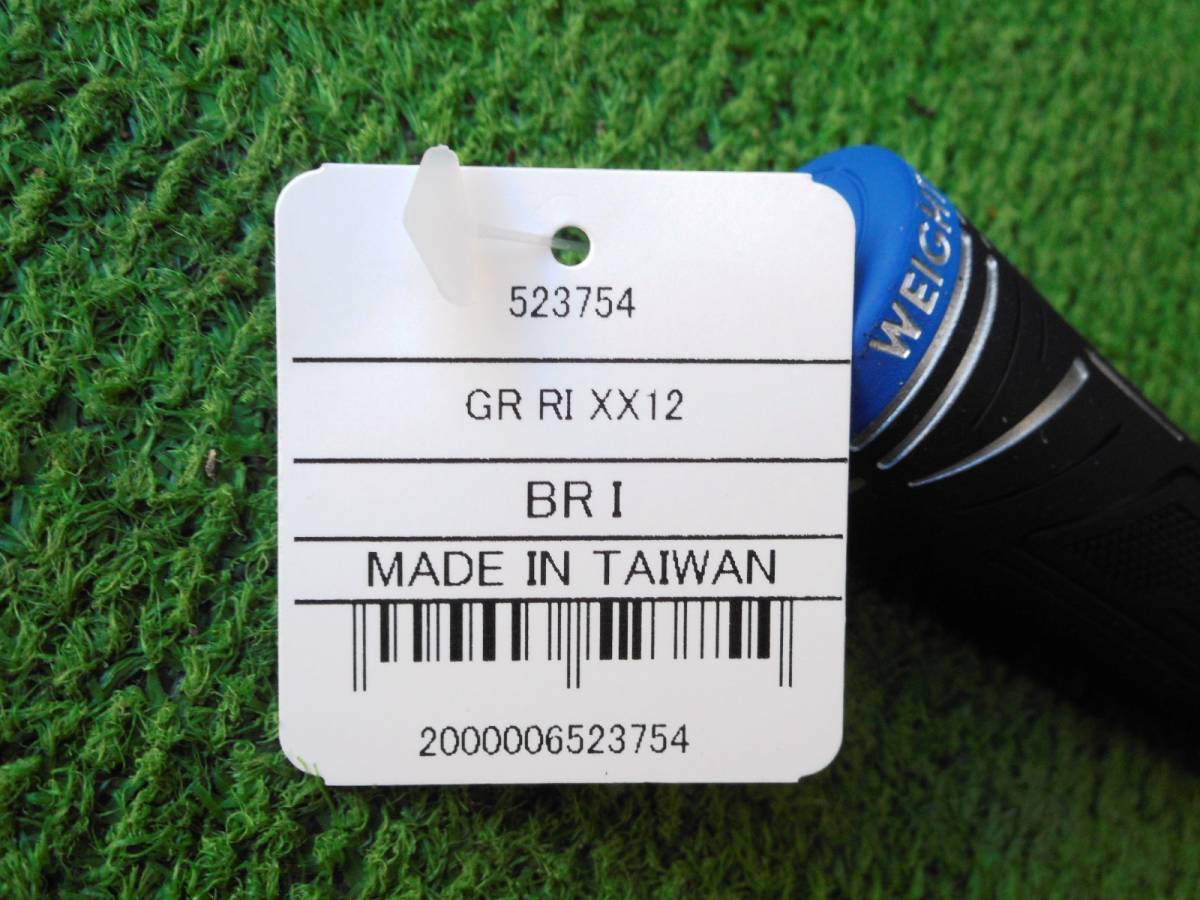 523754
GR RI XX12
BR I
MADE IN TAIWAN
2000006523754